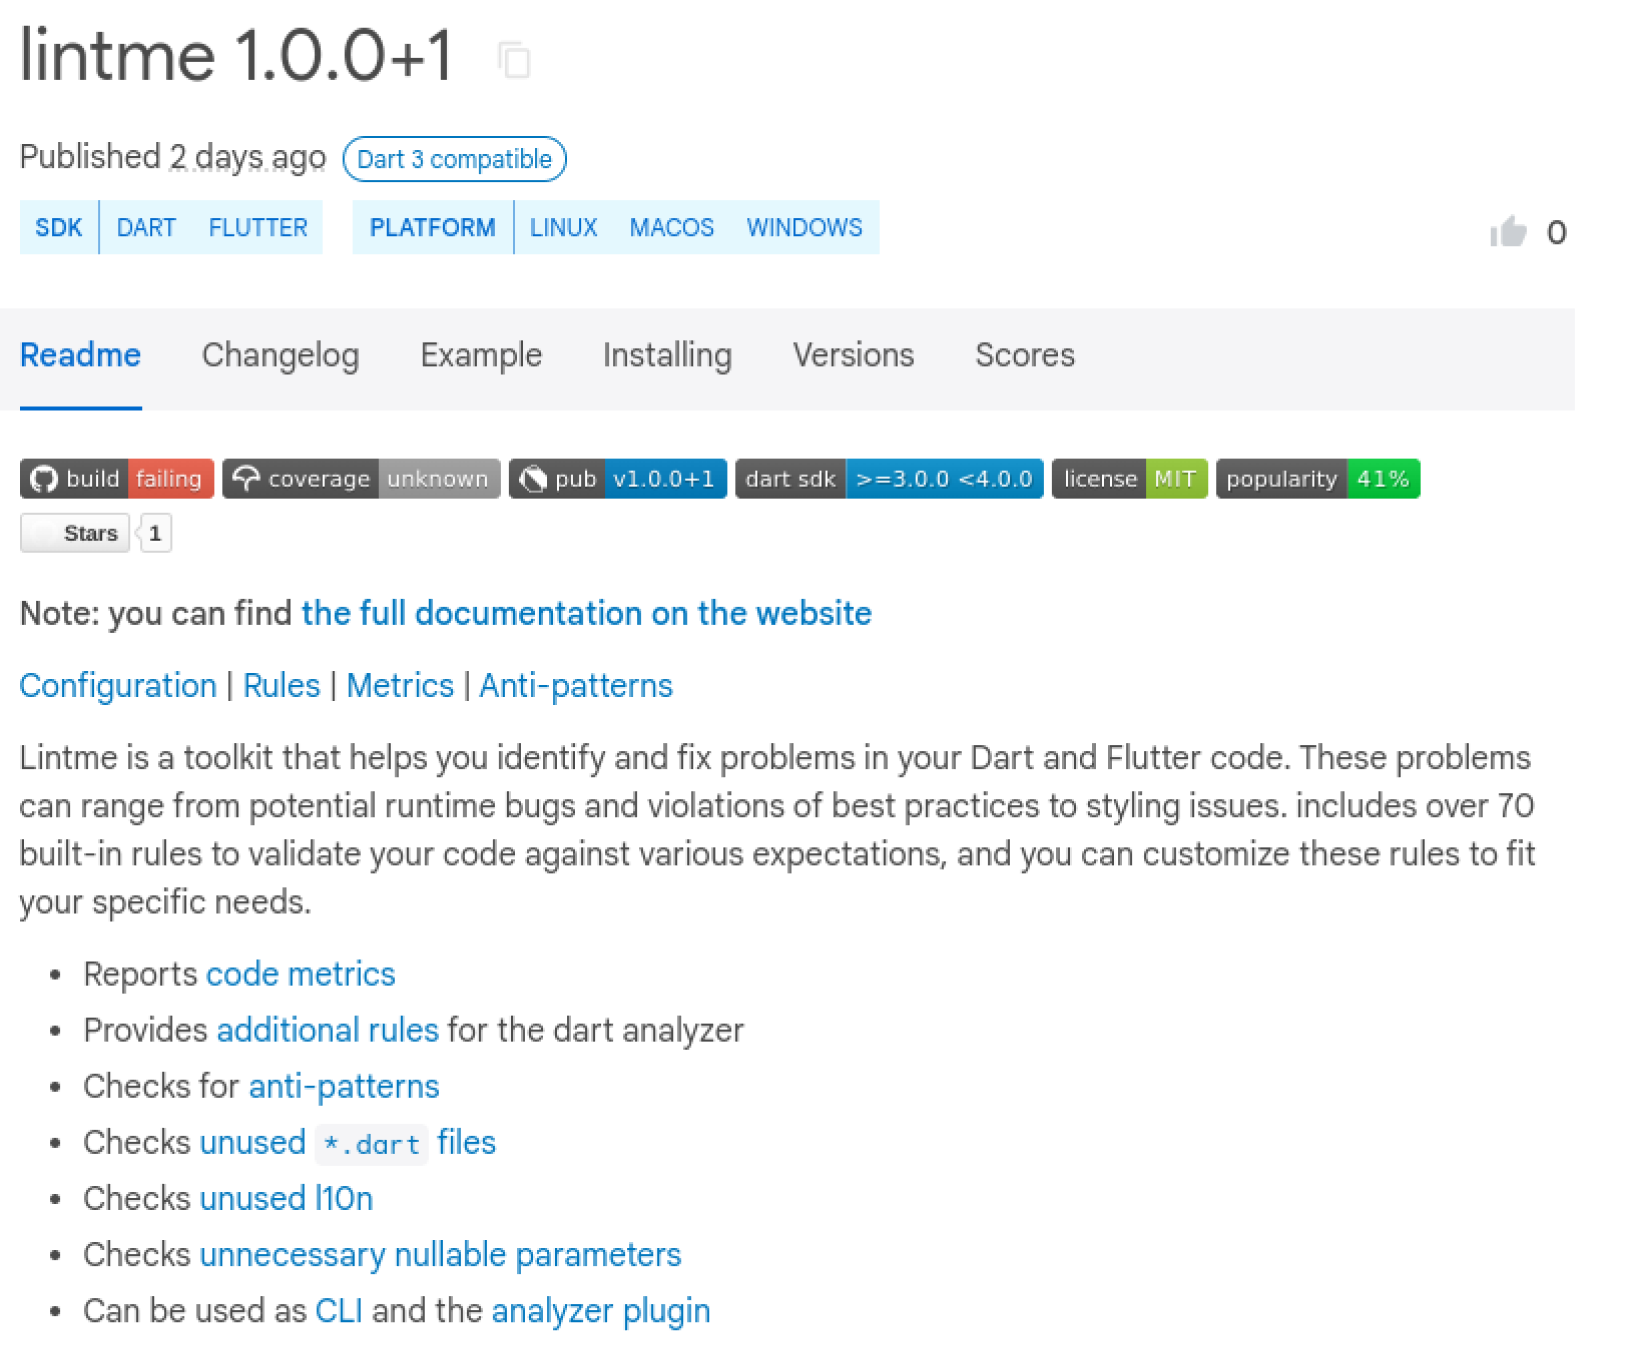 lintme 1.0.0+1
Published 2 days ago Dart 3 compatible
SDK DART FLUTTER PLATFORM LINUX MACOS WINDOWS 0
Readme Changelog Example Installing Versions Scores
build failing coverage unknown pub v1.0.0+1 dart sdk >=3.0.0 <4.0.0 license MIT popularity 41%
Stars 1
Note: you can find the full documentation on the website
Configuration | Rules | Metrics | Anti-patterns
Lintme is a toolkit that helps you identify and fix problems in your Dart and Flutter code. These problems
can range from potential runtime bugs and violations of best practices to styling issues. includes over 70
built-in rules to validate your code against various expectations, and you can customize these rules to fit
your specific needs.
• Reports code metrics
• Provides additional rules for the dart analyzer
• Checks for anti-patterns
• Checks unused *.dart files
• Checks unused l10n
• Checks unnecessary nullable parameters
• Can be used as CLI and the analyzer plugin